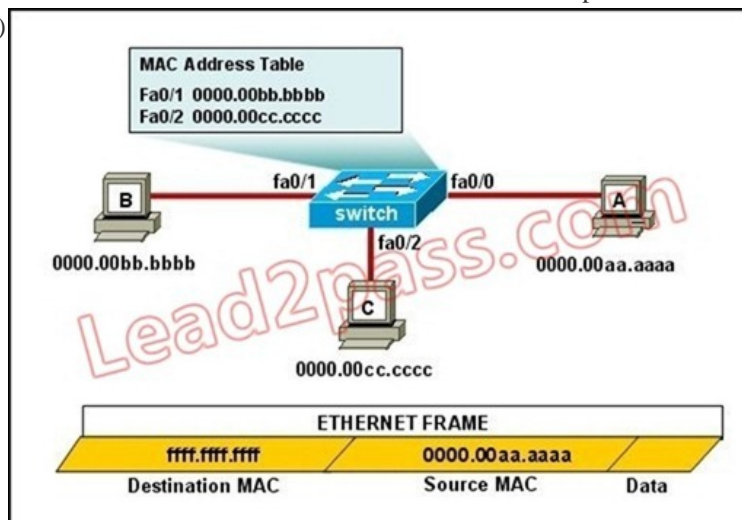 )
MAC Address Table
Fa0/1 0000.00bb.bbbb
Fa0/2 0000.00cc.cccc
fa0/1
fa0/0
B
A
switch
fa0/2
0000.00bb.bbbb
0000.00aa.aaaa
C
Lead2pass.com
0000.00cc.cccc
ETHERNET FRAME
ffff.ffff.ffff 0000.00aa.aaaa
Destination MAC Source MAC Data